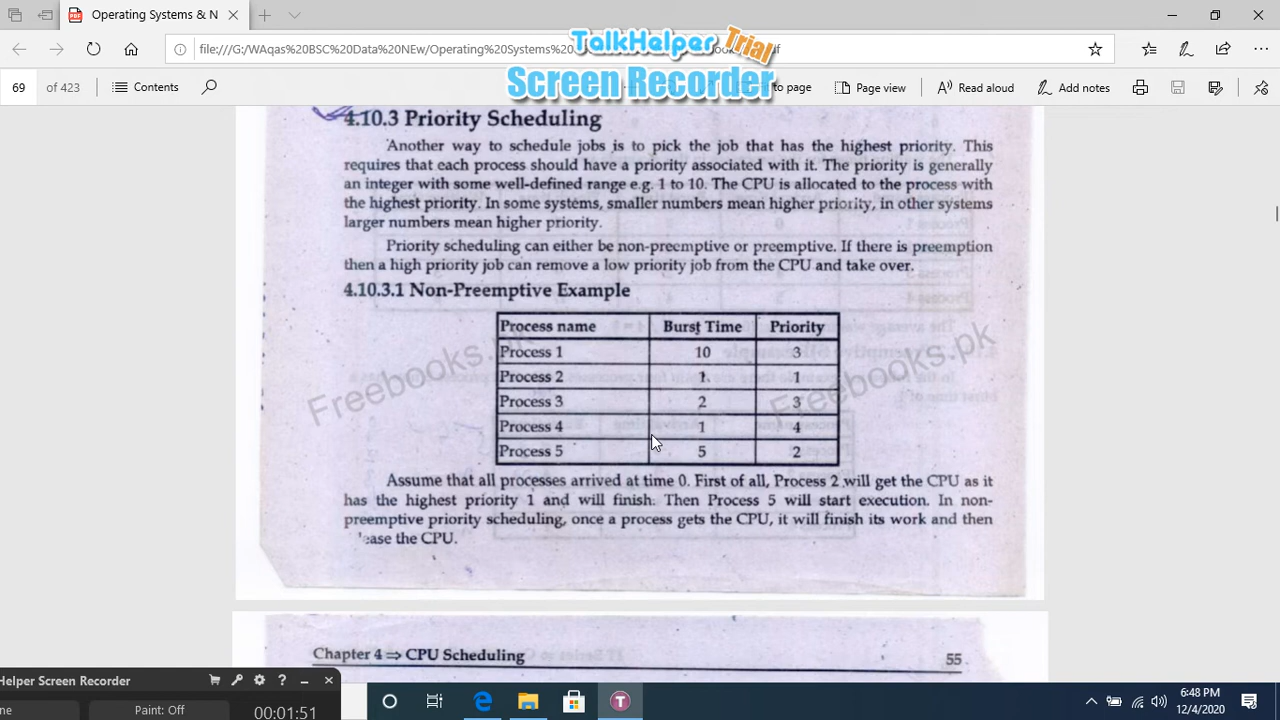 Operating Systems & N
file:///G:/WAqas%20BSC%20Data%20NEw/Operating%20Systems%20
TalkHelper Trial
Screen Recorder
69 of 423 Contents to page Page view Read aloud Add notes
4.10.3 Priority Scheduling
Another way to schedule jobs is to pick the job that has the highest priority. This
requires that each process should have a priority associated with it. The priority is generally
an integer with some well-defined range e.g. 1 to 10. The CPU is allocated to the process with
the highest priority. In some systems, smaller numbers mean higher priority, in other systems
larger numbers mean higher priority.
Priority scheduling can either be non-preemptive or preemptive. If there is preemption
then a high priority job can remove a low priority job from the CPU and take over.
4.10.3.1 Non-Preemptive Example
Process name Burst Time Priority
Process 1 10 3
Process 2 1 1
Process 3 2 3
Process 4 1 4
Process 5 5 2
Freebooks.pk
Freebooks.pk
Assume that all processes arrived at time 0. First of all, Process 2 will get the CPU as it
has the highest priority 1 and will finish. Then Process 5 will start execution. In non-
preemptive priority scheduling, once a process gets the CPU, it will finish its work and then
ease the CPU.
Chapter 4 ⇒ CPU Scheduling 55
Helper Screen Recorder
Paint: Off 00:01:51
6:48 PM
12/4/2020